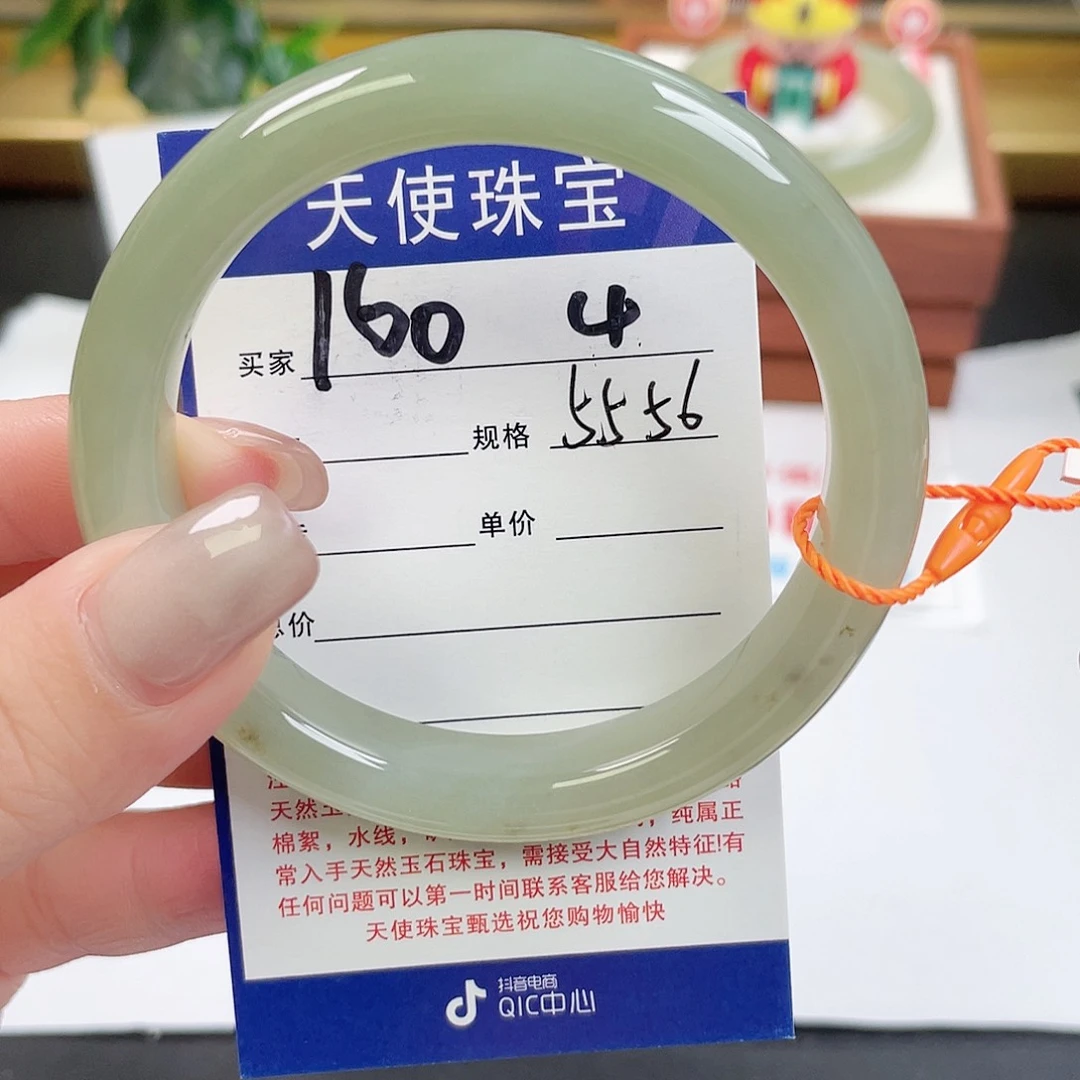 天使珠宝
买家 160 4
规格 5556
单价
价
天然玉
棉絮，水线， 纯属正
常入手天然玉石珠宝，需接受大自然特征!有
任何问题可以第一时间联系客服给您解决。
天使珠宝甄选祝您购物愉快
抖音电商
QIC中心